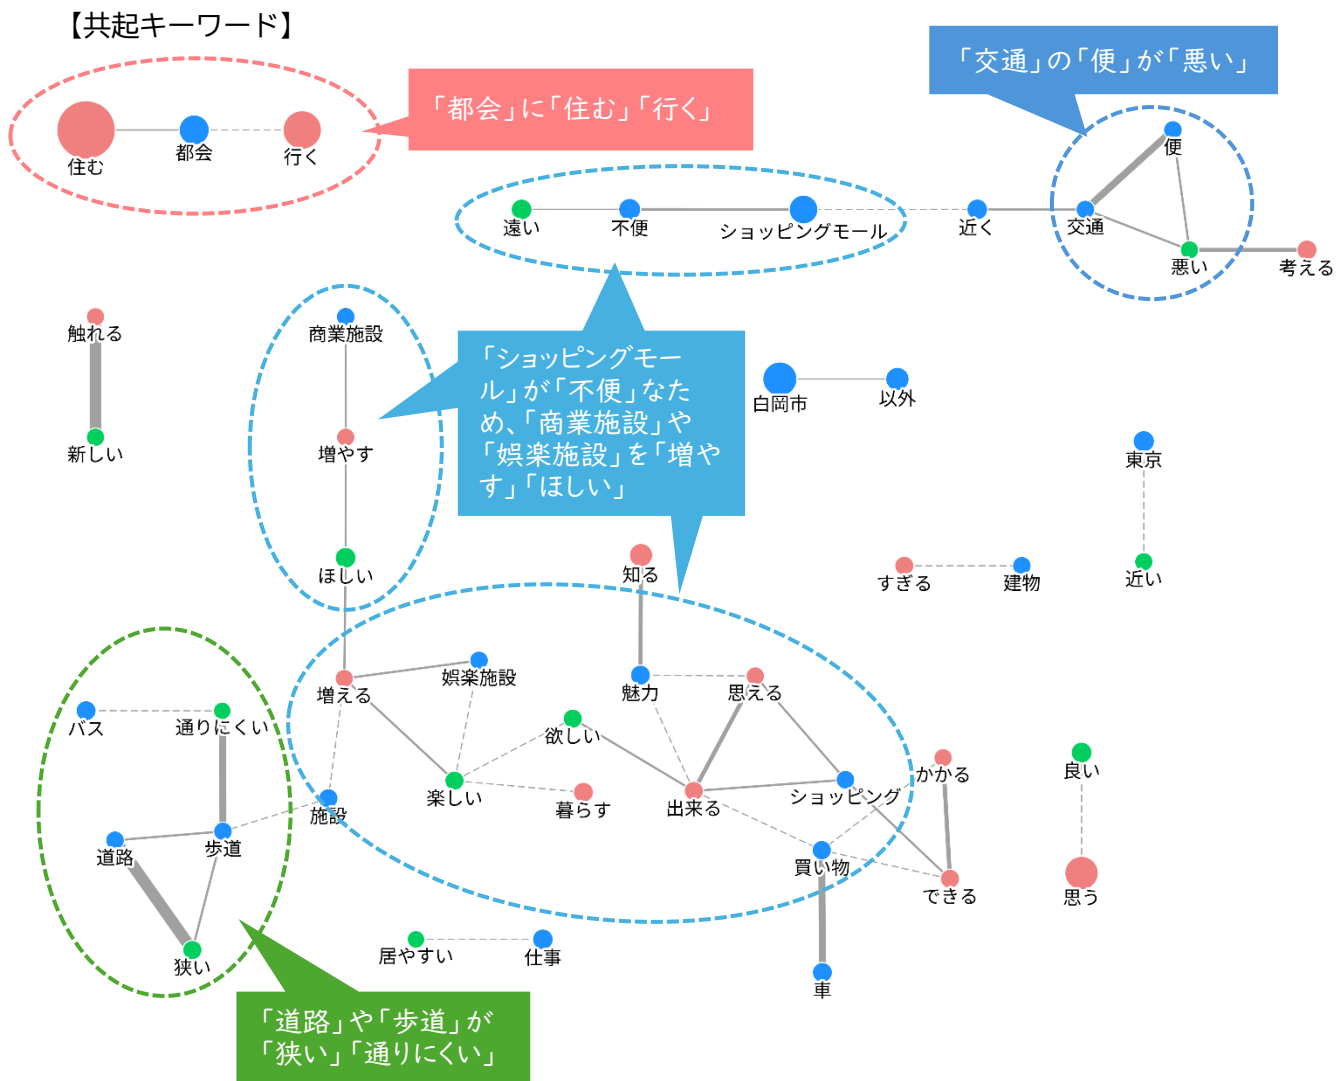 【共起キーワード】
「都会」に「住む」「行く」
「交通」の「便」が「悪い」
住む
都会
行く
便
遠い
不便
ショッピングモール
近く
交通
悪い
考える
触れる
新しい
商業施設
増やす
ほしい
「ショッピングモー
ル」が「不便」なた
め、「商業施設」や
「娯楽施設」を「増や
す」「ほしい」
白岡市
以外
東京
近い
知る
すぎる
建物
増える
娯楽施設
魅力
思える
バス
通りにくい
欲しい
楽しい
暮らす
出来る
ショッピング
かかる
良い
施設
道路
歩道
買い物
できる
思う
狭い
居やすい
仕事
車
「道路」や「歩道」が
「狭い」「通りにくい」